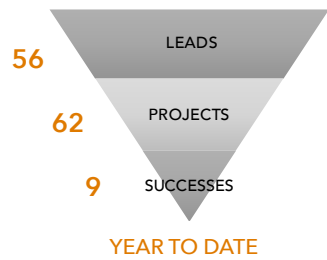 LEADS
56
PROJECTS
62
9 SUCCESSES
YEAR TO DATE